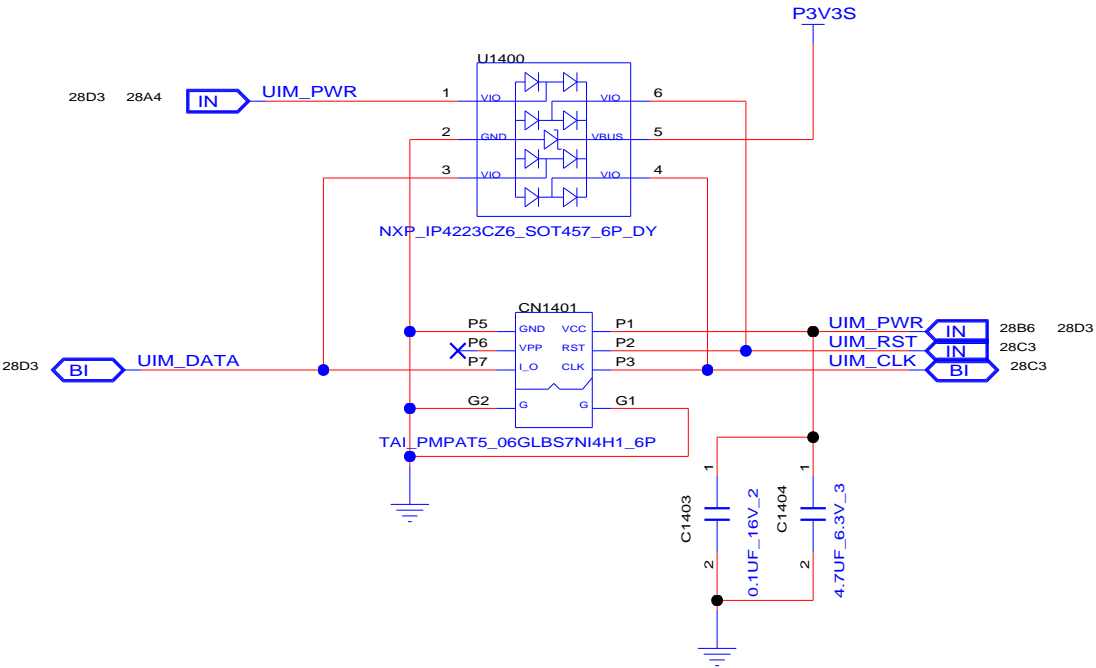 P3V3S
U1400
28D3 28A4 IN UIM_PWR 1 VIO VIO 6
2 GND VBUS 5
3 VIO VIO 4
NXP_IP4223CZ6_SOT457_6P_DY
CN1401
P5 GND VCC P1 UIM_PWR IN 28B6 28D3
P6 VPP RST P2 UIM_RST IN 28C3
28D3 BI UIM_DATA P7 I_O CLK P3 UIM_CLK BI 28C3
G2 G G G1
TAI_PMPAT5_06GLBS7NI4H1_6P
1 1
C1403 0.1UF_16V_2 C1404 4.7UF_6.3V_3
2 2